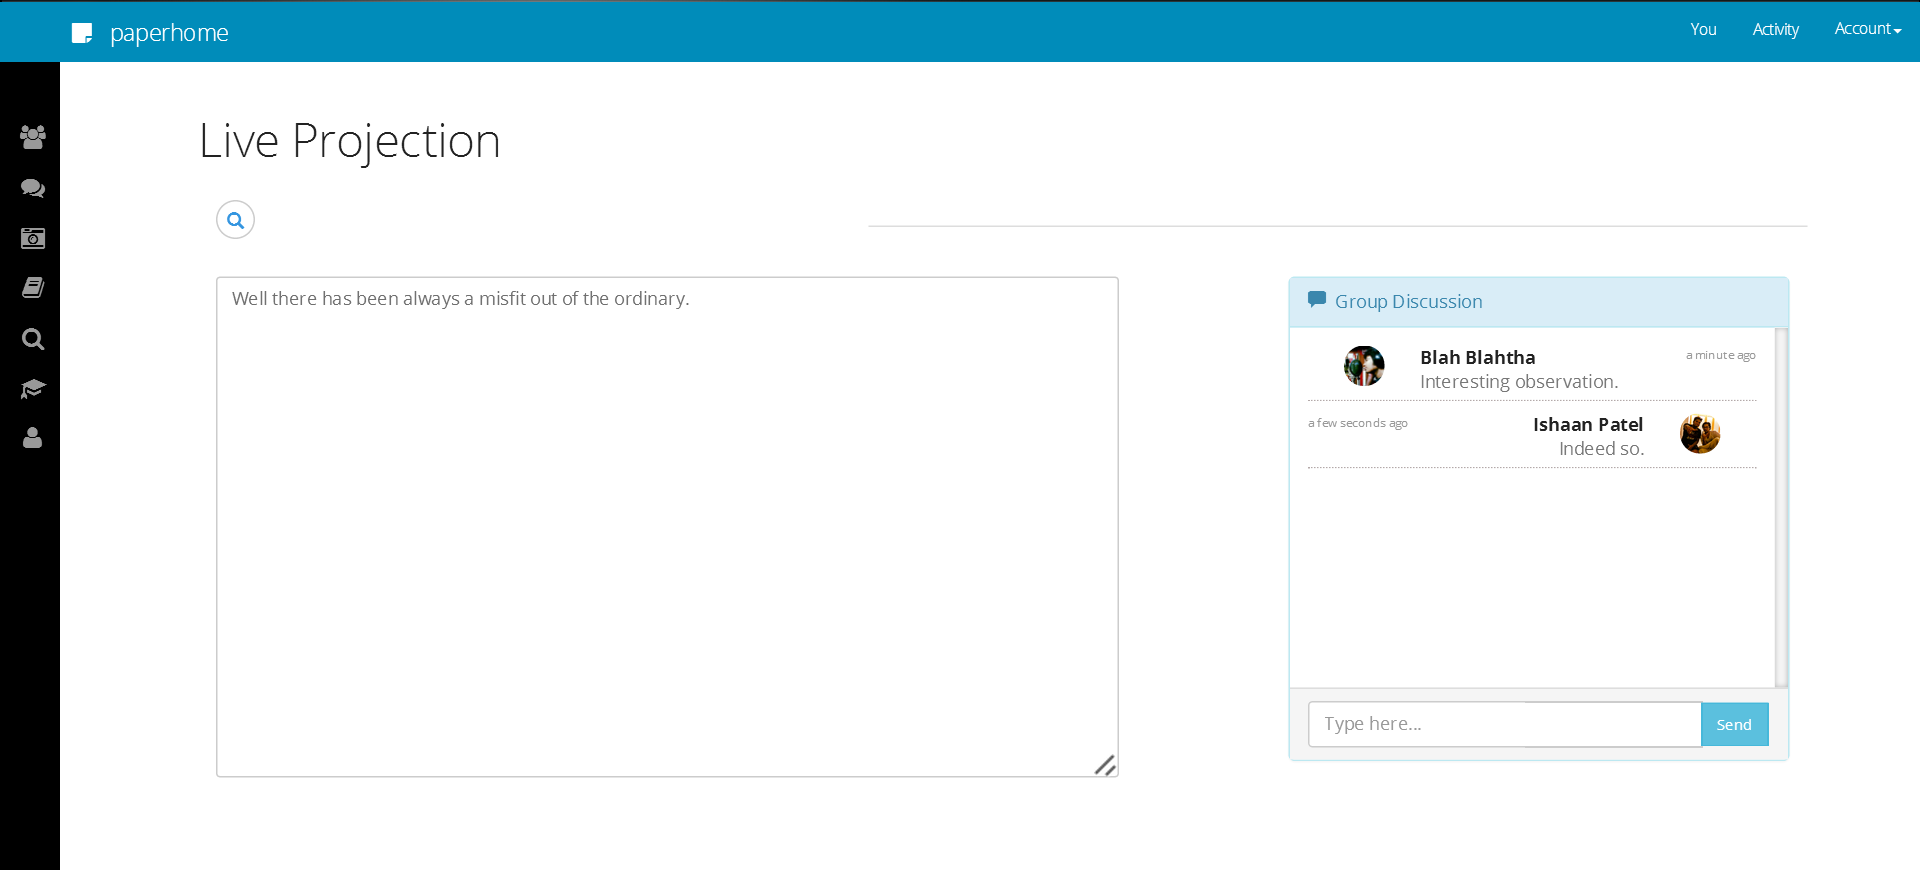 paperhome
You
Activity
Account
Live Projection
Well there has been always a misfit out of the ordinary.
Group Discussion
Blah Blahtha
a minute ago
Interesting observation.
a few seconds ago
Ishaan Patel
Indeed so.
Type here...
Send